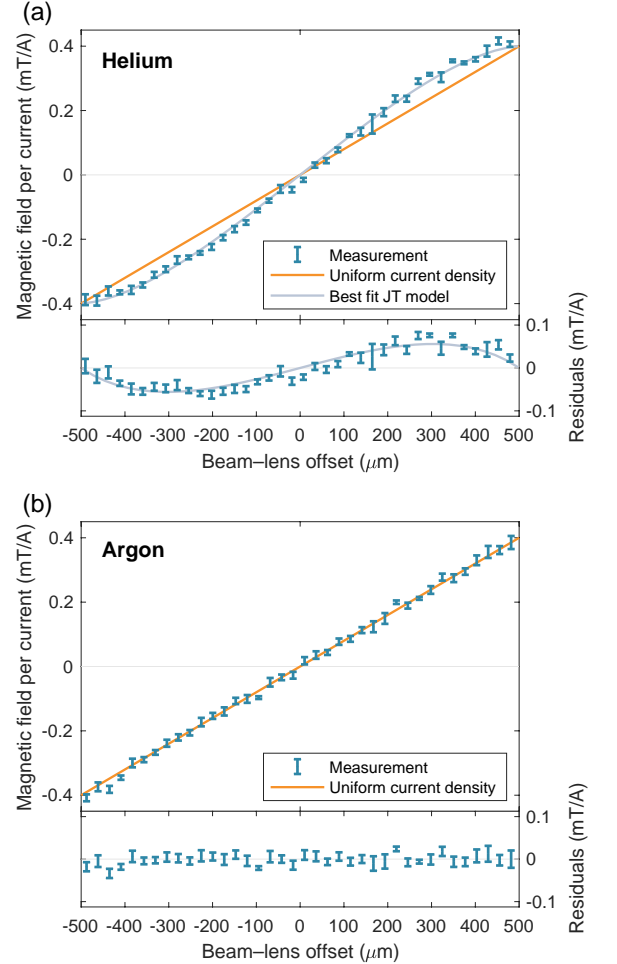 (a)
Helium
Magnetic field per current (mT/A)
0.4
0.2
0
-0.2
-0.4
Measurement
Uniform current density
Best fit JT model
0.1
0
-0.1
Residuals (mT/A)
-500 -400 -300 -200 -100 0 100 200 300 400 500
Beam–lens offset (μm)
(b)
Argon
Magnetic field per current (mT/A)
0.4
0.2
0
-0.2
-0.4
Measurement
Uniform current density
0.1
0
-0.1
Residuals (mT/A)
-500 -400 -300 -200 -100 0 100 200 300 400 500
Beam–lens offset (μm)